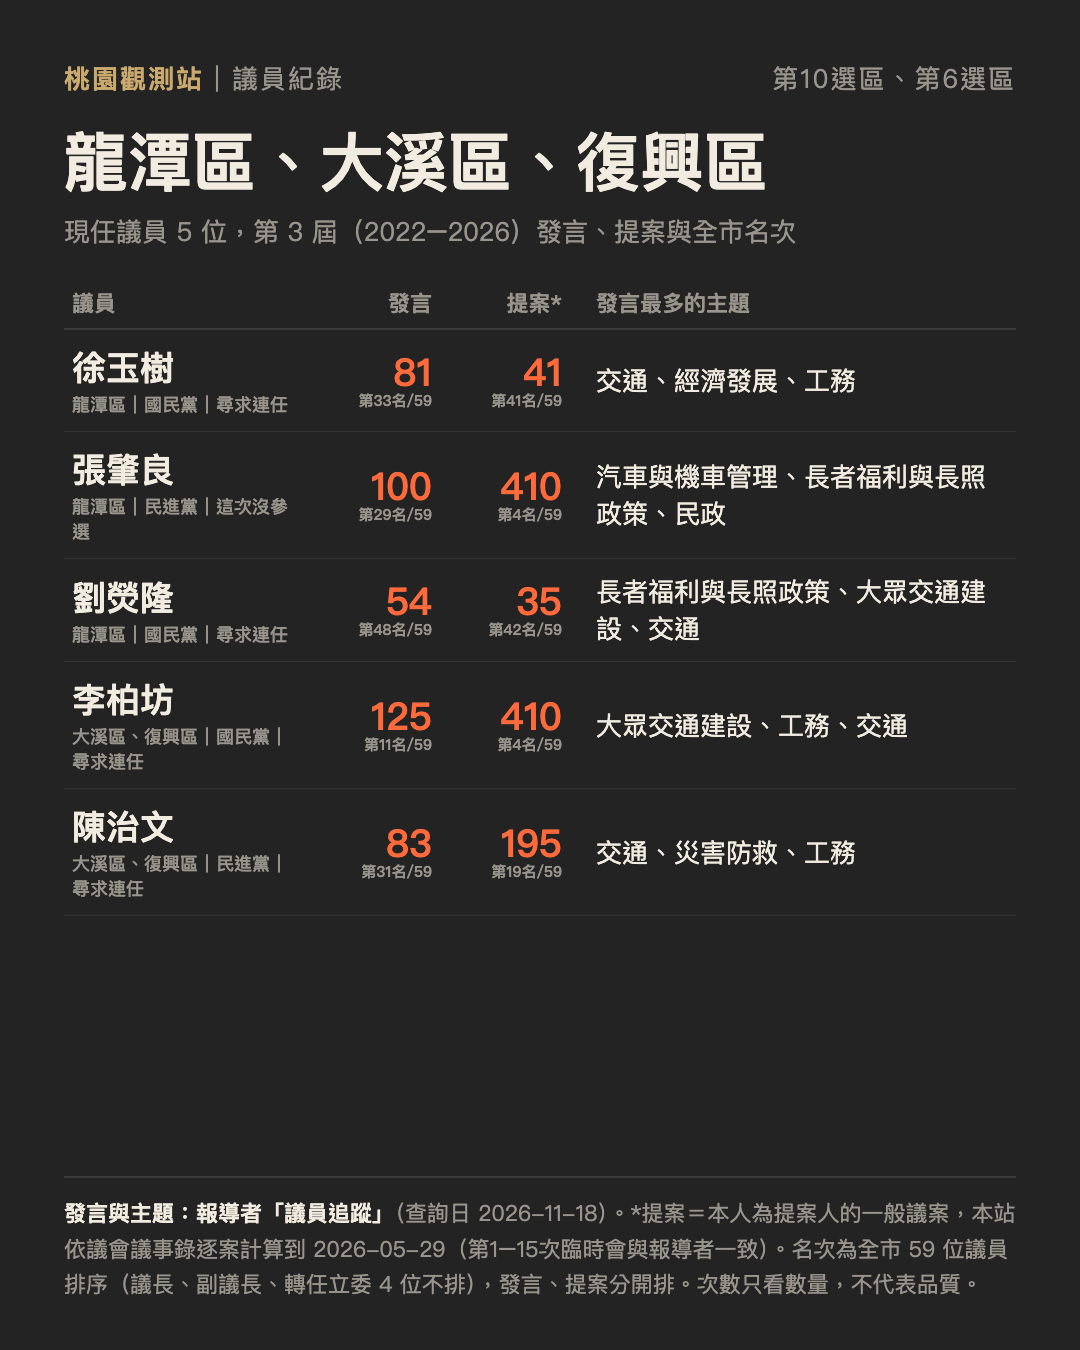 桃園觀測站｜議員紀錄
第10選區、第6選區
龍潭區、大溪區、復興區
現任議員 5 位，第 3 屆（2022—2026）發言、提案與全市名次
議員 發言 提案* 發言最多的主題
徐玉樹
龍潭區｜國民黨｜尋求連任
81
第33名/59
41
第41名/59
交通、經濟發展、工務
張肇良
龍潭區｜民進黨｜這次沒參
選
100
第29名/59
410
第4名/59
汽車與機車管理、長者福利與長照
政策、民政
劉熒隆
龍潭區｜國民黨｜尋求連任
54
第48名/59
35
第42名/59
長者福利與長照政策、大眾交通建
設、交通
李柏坊
大溪區、復興區｜國民黨｜
尋求連任
125
第11名/59
410
第4名/59
大眾交通建設、工務、交通
陳治文
大溪區、復興區｜民進黨｜
尋求連任
83
第31名/59
195
第19名/59
交通、災害防救、工務
發言與主題：報導者「議員追蹤」（查詢日 2026-11-18）。*提案＝本人為提案人的一般議案，本站
依議會議事錄逐案計算到 2026-05-29（第1—15次臨時會與報導者一致）。名次為全市 59 位議員
排序（議長、副議長、轉任立委 4 位不排），發言、提案分開排。次數只看數量，不代表品質。